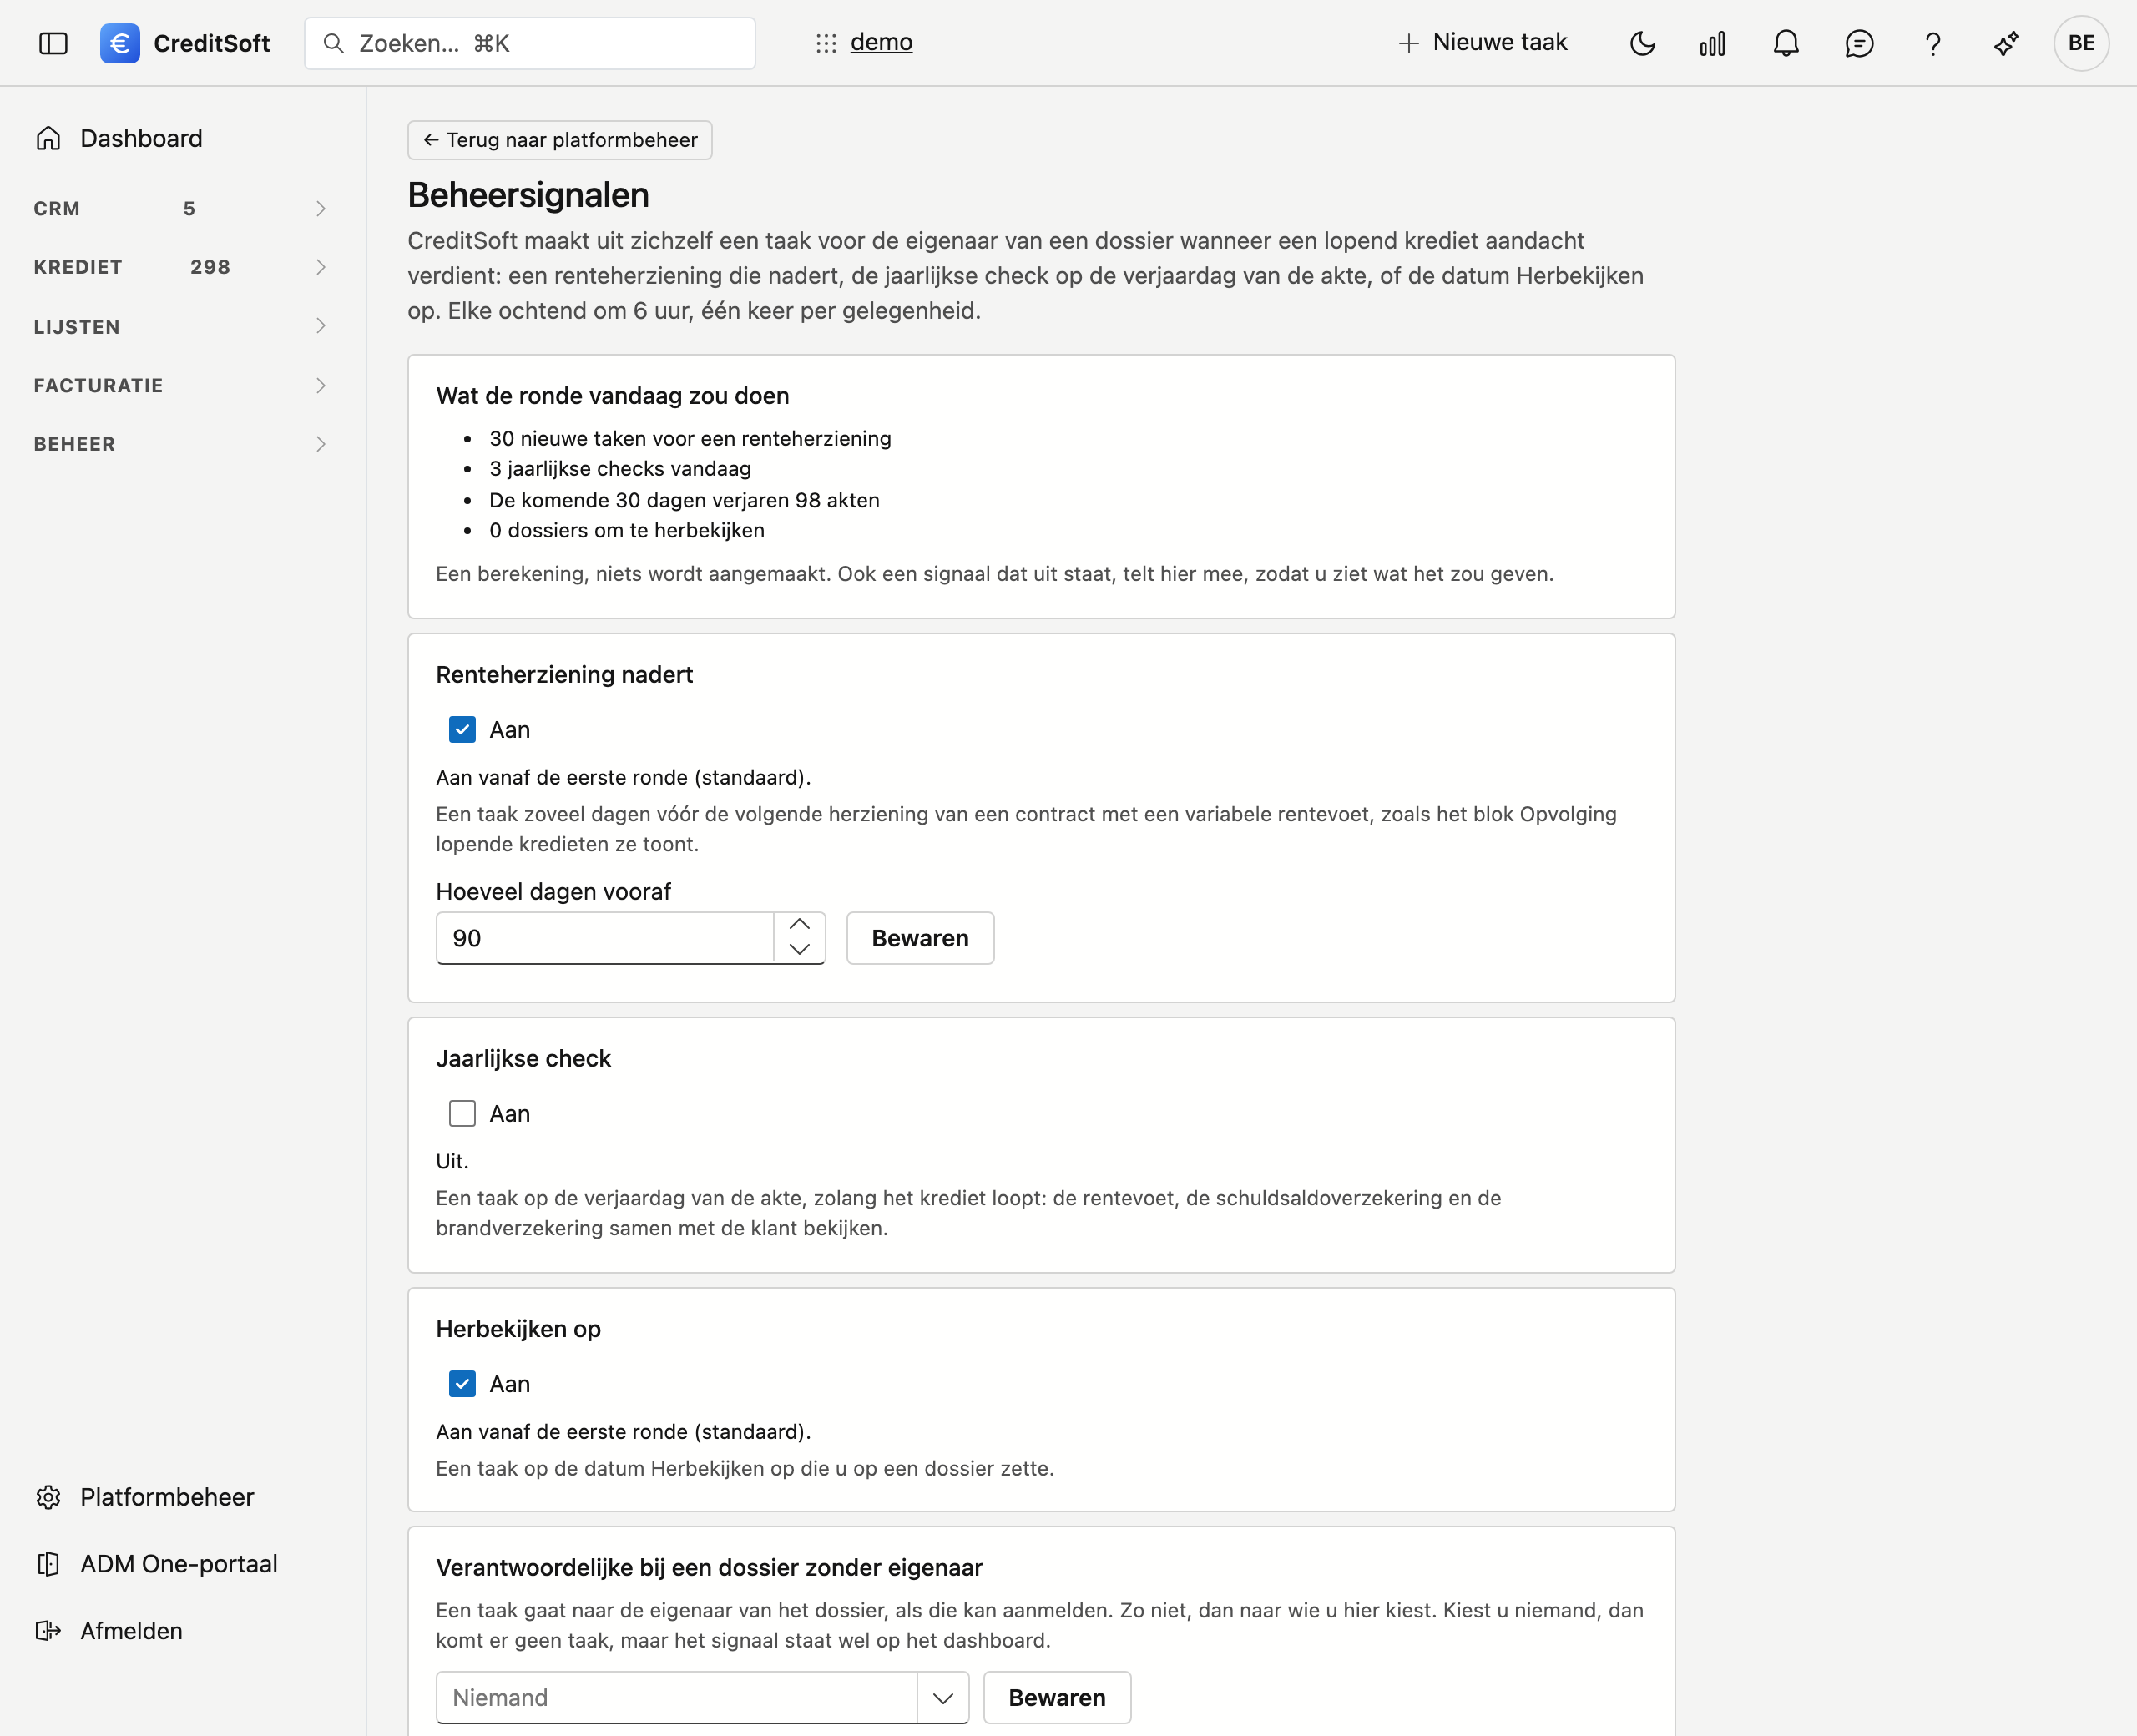 € CreditSoft
Zoeken... ⌘K
demo
Nieuwe taak
?
BE
Dashboard
CRM 5
KREDIET 298
LIJSTEN
FACTURATIE
BEHEER
Platformbeheer
ADM One-portaal
Afmelden
← Terug naar platformbeheer
Beheersignalen
CreditSoft maakt uit zichzelf een taak voor de eigenaar van een dossier wanneer een lopend krediet aandacht
verdient: een renteherziening die nadert, de jaarlijkse check op de verjaardag van de akte, of de datum Herbekijken
op. Elke ochtend om 6 uur, één keer per gelegenheid.
Wat de ronde vandaag zou doen
• 30 nieuwe taken voor een renteherziening
• 3 jaarlijkse checks vandaag
• De komende 30 dagen verjaren 98 akten
• 0 dossiers om te herbekijken
Een berekening, niets wordt aangemaakt. Ook een signaal dat uit staat, telt hier mee, zodat u ziet wat het zou geven.
Renteherziening nadert
Aan
Aan vanaf de eerste ronde (standaard).
Een taak zoveel dagen vóór de volgende herziening van een contract met een variabele rentevoet, zoals het blok Opvolging
lopende kredieten ze toont.
Hoeveel dagen vooraf
90
Bewaren
Jaarlijkse check
Aan
Uit.
Een taak op de verjaardag van de akte, zolang het krediet loopt: de rentevoet, de schuldsaldoverzekering en de
brandverzekering samen met de klant bekijken.
Herbekijken op
Aan
Aan vanaf de eerste ronde (standaard).
Een taak op de datum Herbekijken op die u op een dossier zette.
Verantwoordelijke bij een dossier zonder eigenaar
Een taak gaat naar de eigenaar van het dossier, als die kan aanmelden. Zo niet, dan naar wie u hier kiest. Kiest u niemand, dan
komt er geen taak, maar het signaal staat wel op het dashboard.
Niemand
Bewaren